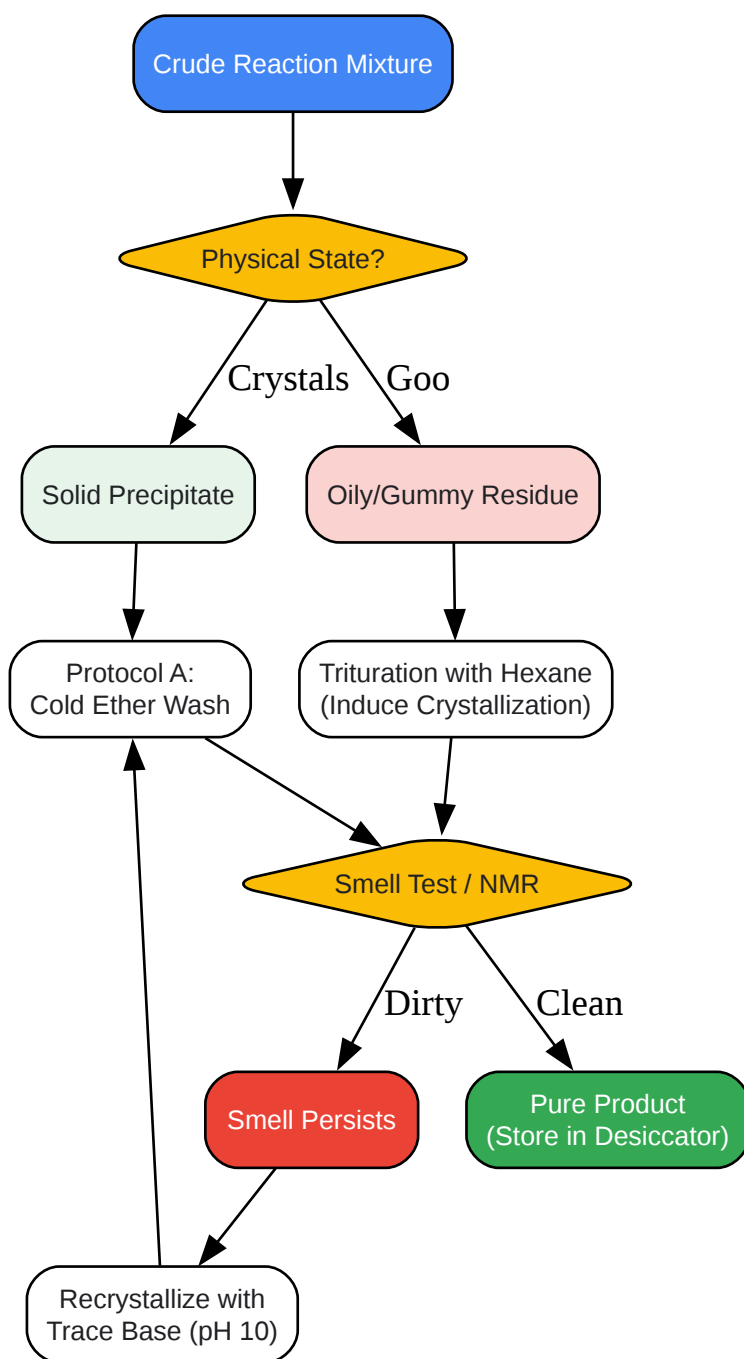 Crude Reaction Mixture
Physical State?
Crystals
Goo
Solid Precipitate
Oily/Gummy Residue
Protocol A:
Cold Ether Wash
Trituration with Hexane
(Induce Crystallization)
Smell Test / NMR
Dirty
Clean
Smell Persists
Pure Product
(Store in Desiccator)
Recrystallize with
Trace Base (pH 10)